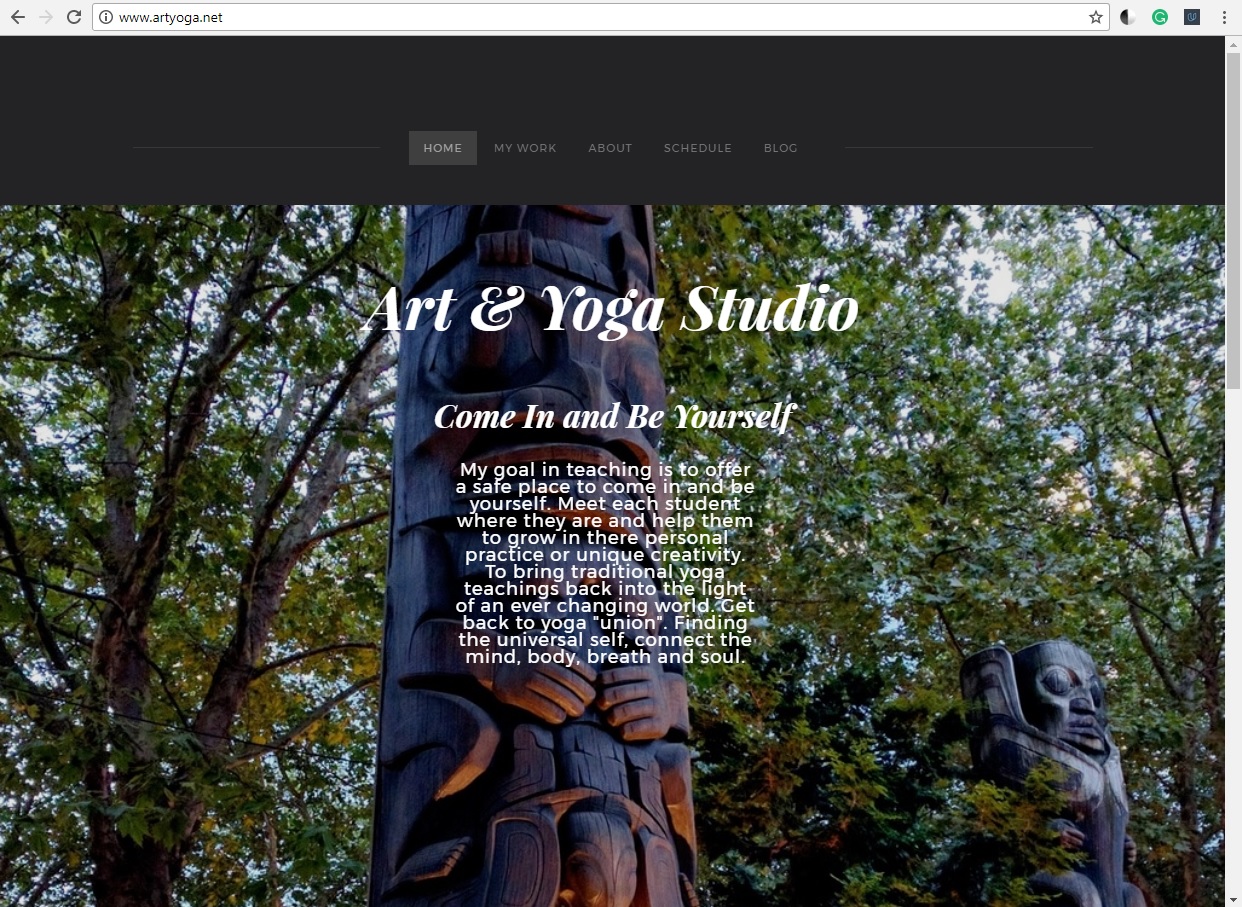 www.artyoga.net
HOME MY WORK ABOUT SCHEDULE BLOG
Art & Yoga Studio
Come In and Be Yourself
My goal in teaching is to offer
a safe place to come in and be
yourself. Meet each student
where they are and help them
to grow in there personal
practice or unique creativity.
To bring traditional yoga
teachings back into the light
of an ever changing world. Get
back to yoga "union". Finding
the universal self, connect the
mind, body, breath and soul.